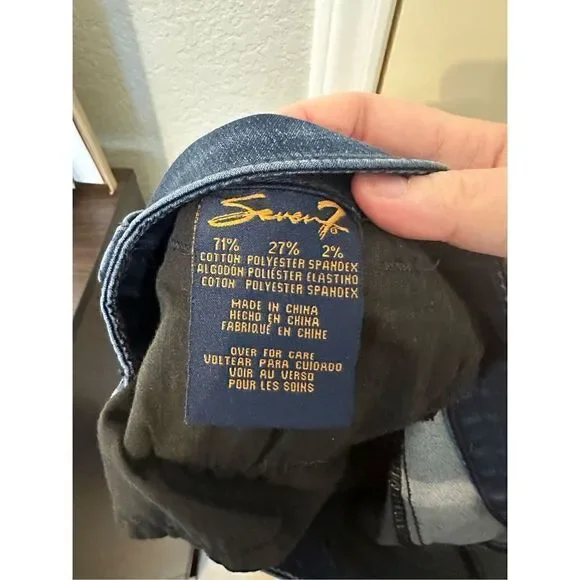 Seven7
71% 27% 2%
COTTON POLYESTER SPANDEX
ALGODÓN POLIÉSTER ELASTINO
COTON POLYESTER SPANDEX
MADE IN CHINA
HECHO EN CHINA
FABRIQUÉ EN CHINE
OVER FOR CARE
VOLTEAR PARA CUIDADO
VOIR AU VERSO
POUR LES SOINS